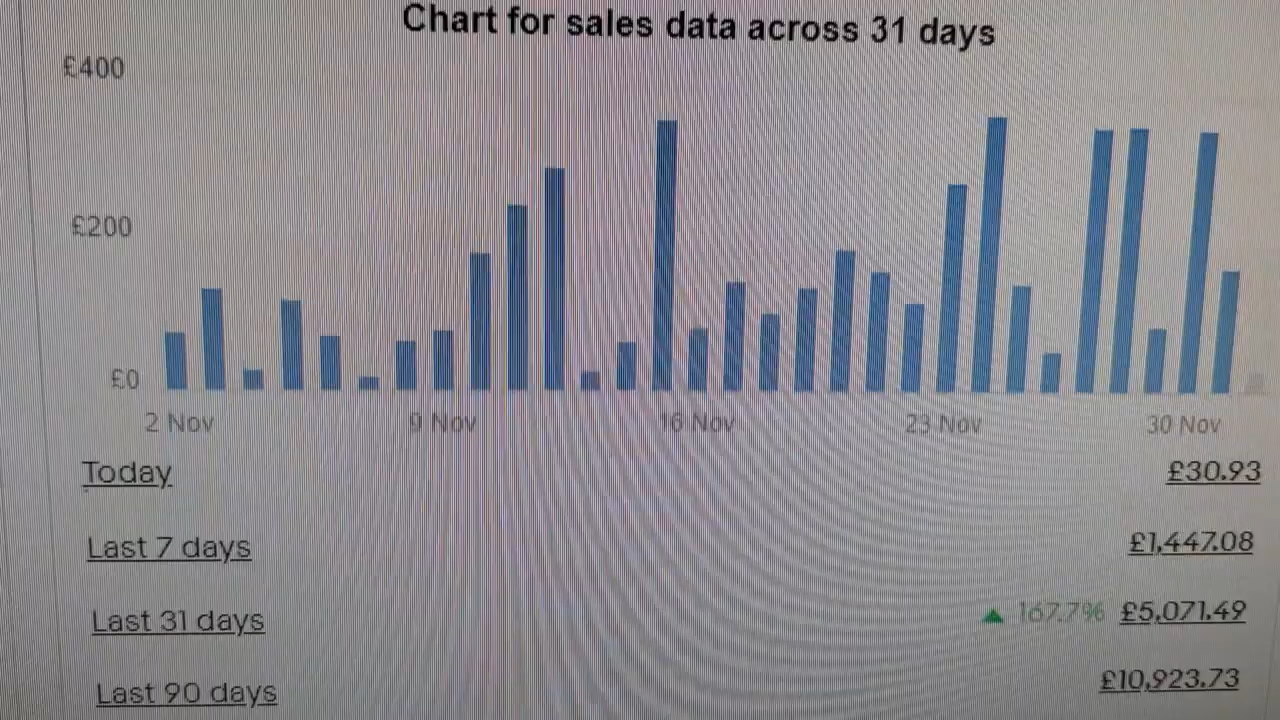 Chart for sales data across 31 days
£400
£200
£0
2 Nov 9 Nov 16 Nov 23 Nov 30 Nov
Today £30.93
Last 7 days £1,447.08
Last 31 days ▲ 167.7% £5,071.49
Last 90 days £10,923.73